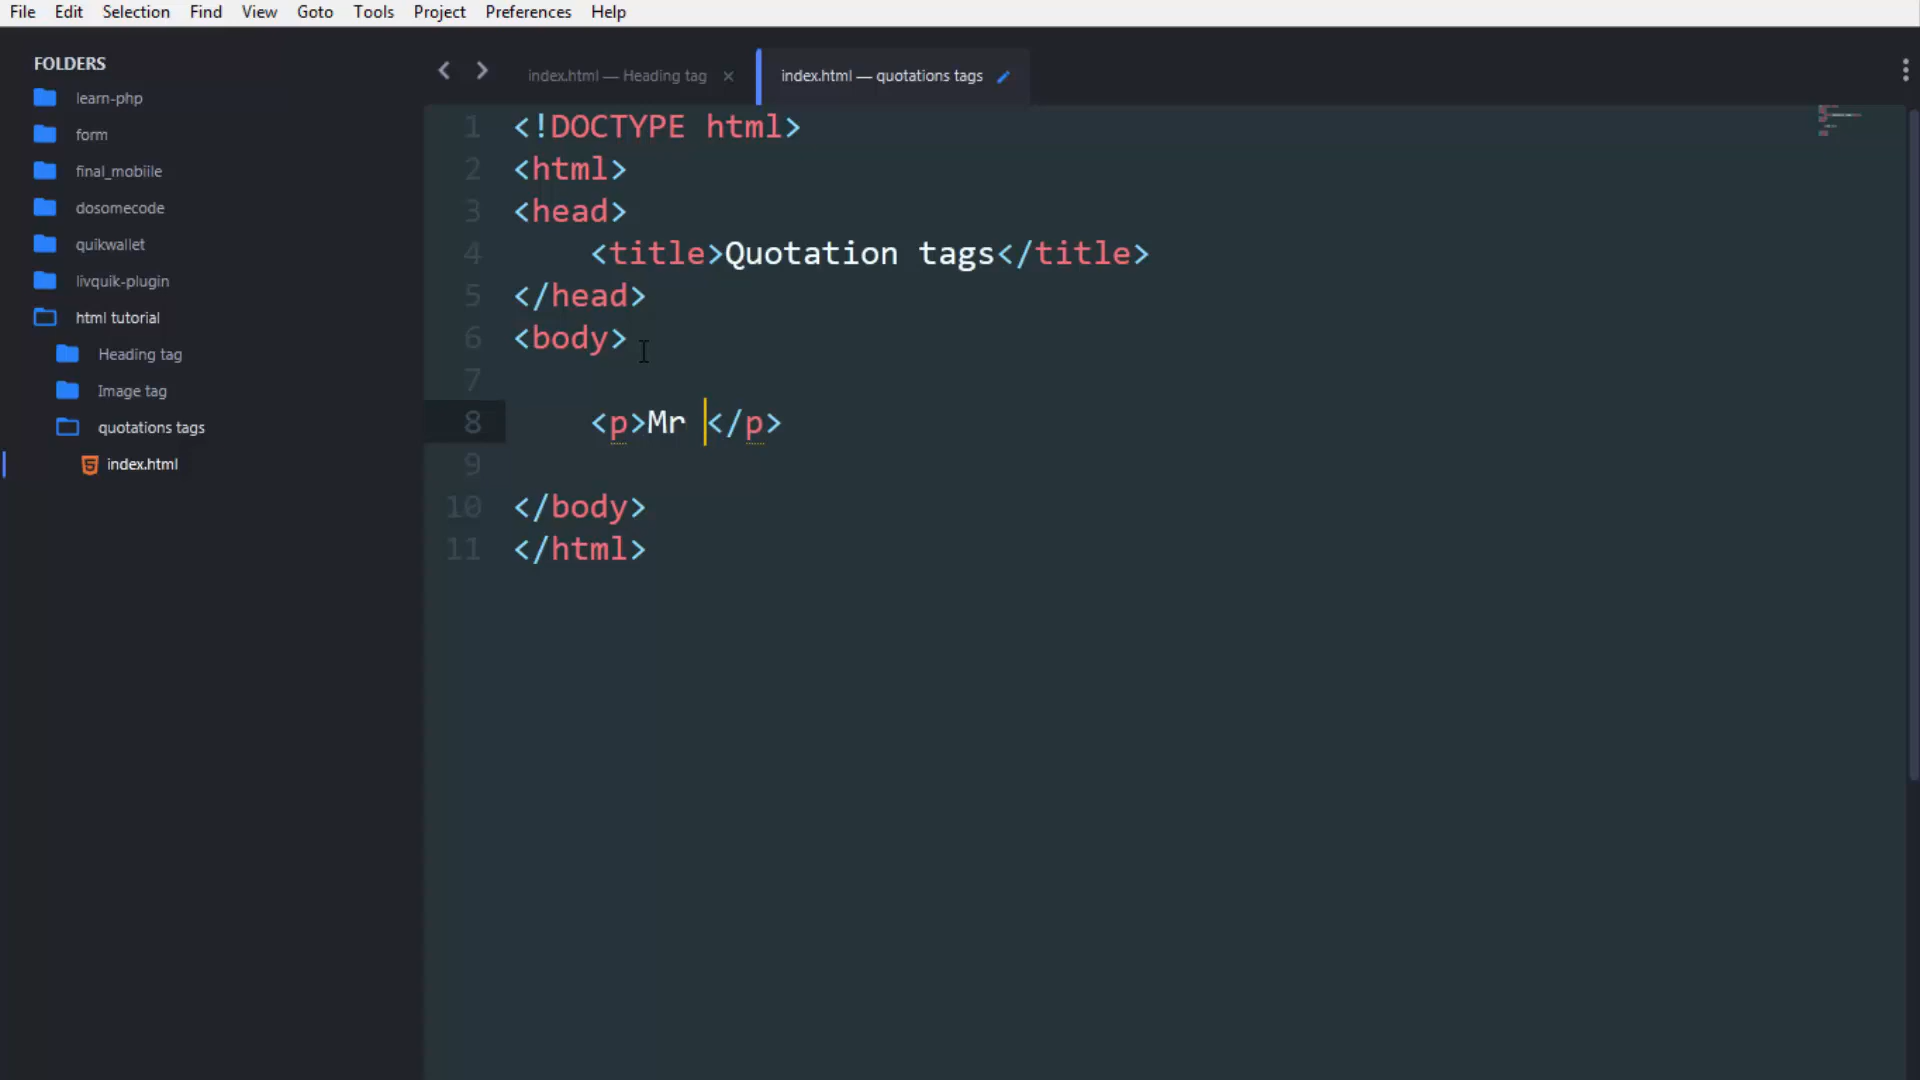 File Edit Selection Find View Goto Tools Project Preferences Help
FOLDERS
learn-php
form
final_mobiile
dosomecode
quikwallet
livquik-plugin
html tutorial
Heading tag
Image tag
quotations tags
index.html
index.html — Heading tag × index.html — quotations tags
1 <!DOCTYPE html>
2 <html>
3 <head>
4 <title>Quotation tags</title>
5 </head>
6 <body>
7
8 <p>Mr </p>
9
10 </body>
11 </html>